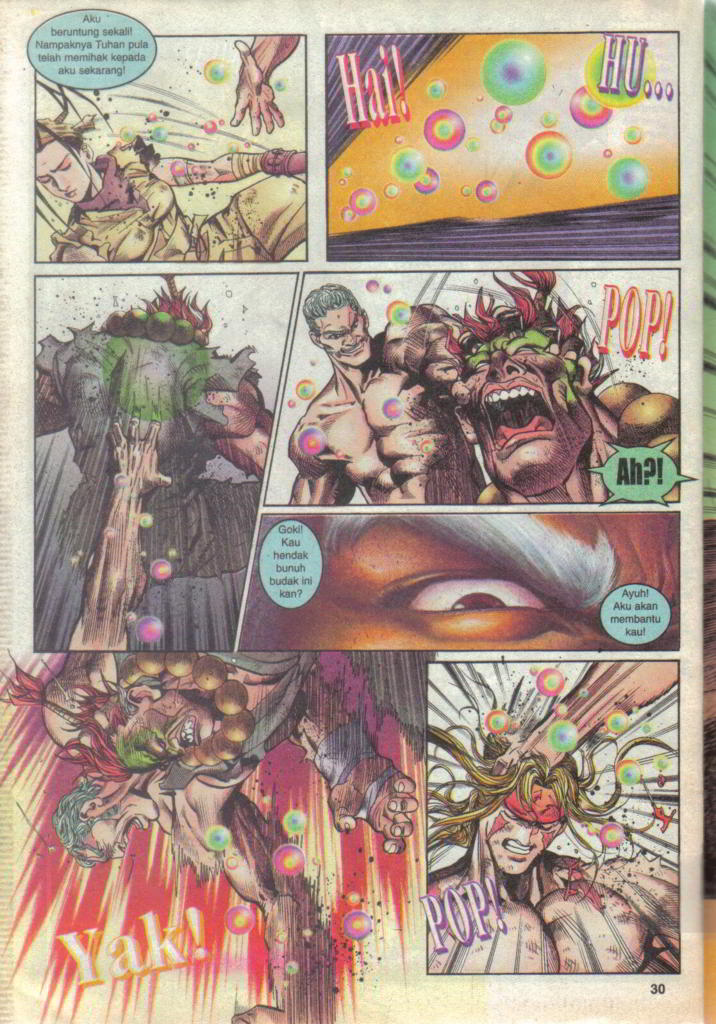 Aku
beruntung sekali!
Nampaknya Tuhan pula
telah memihak kepada
aku sekarang!
Hai!
HU...
POP!
Ah?!
Goki!
Kau
hendak
bunuh
budak ini
kan?
Ayuh!
Aku akan
membantu
kau!
Yak!
POP!
30